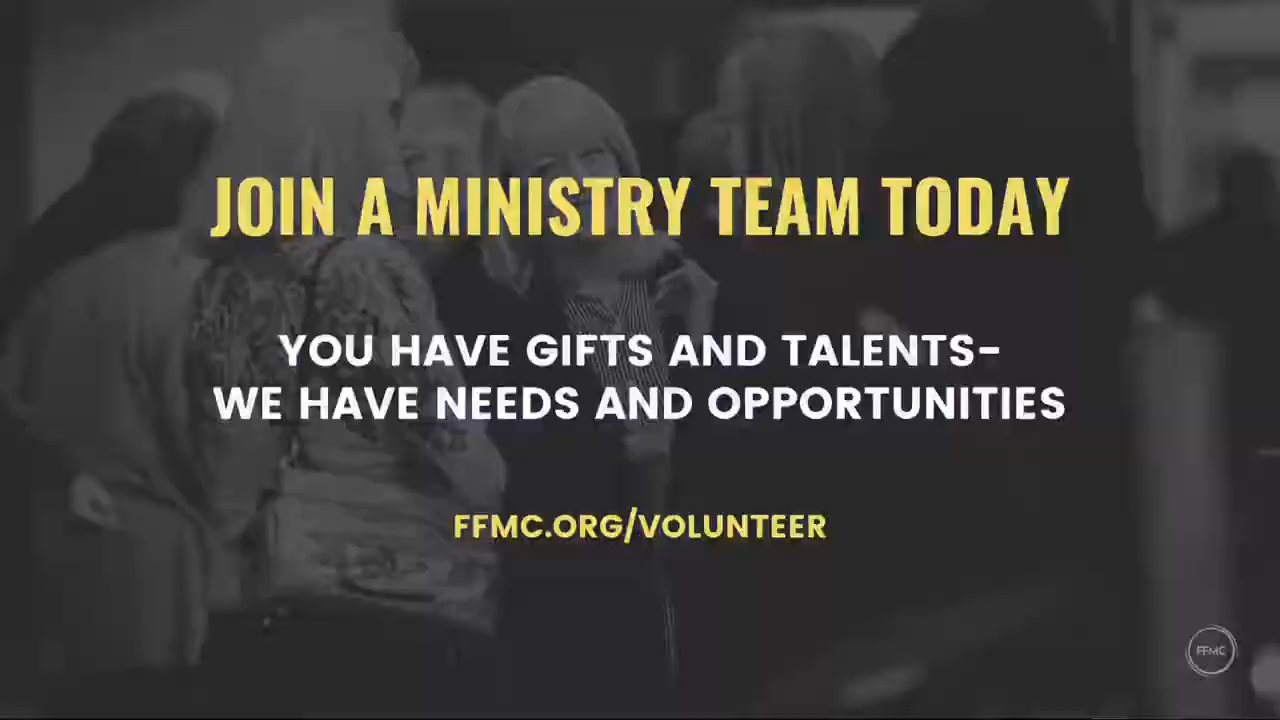 JOIN A MINISTRY TEAM TODAY
YOU HAVE GIFTS AND TALENTS-
WE HAVE NEEDS AND OPPORTUNITIES
FFMC.ORG/VOLUNTEER
FFMC